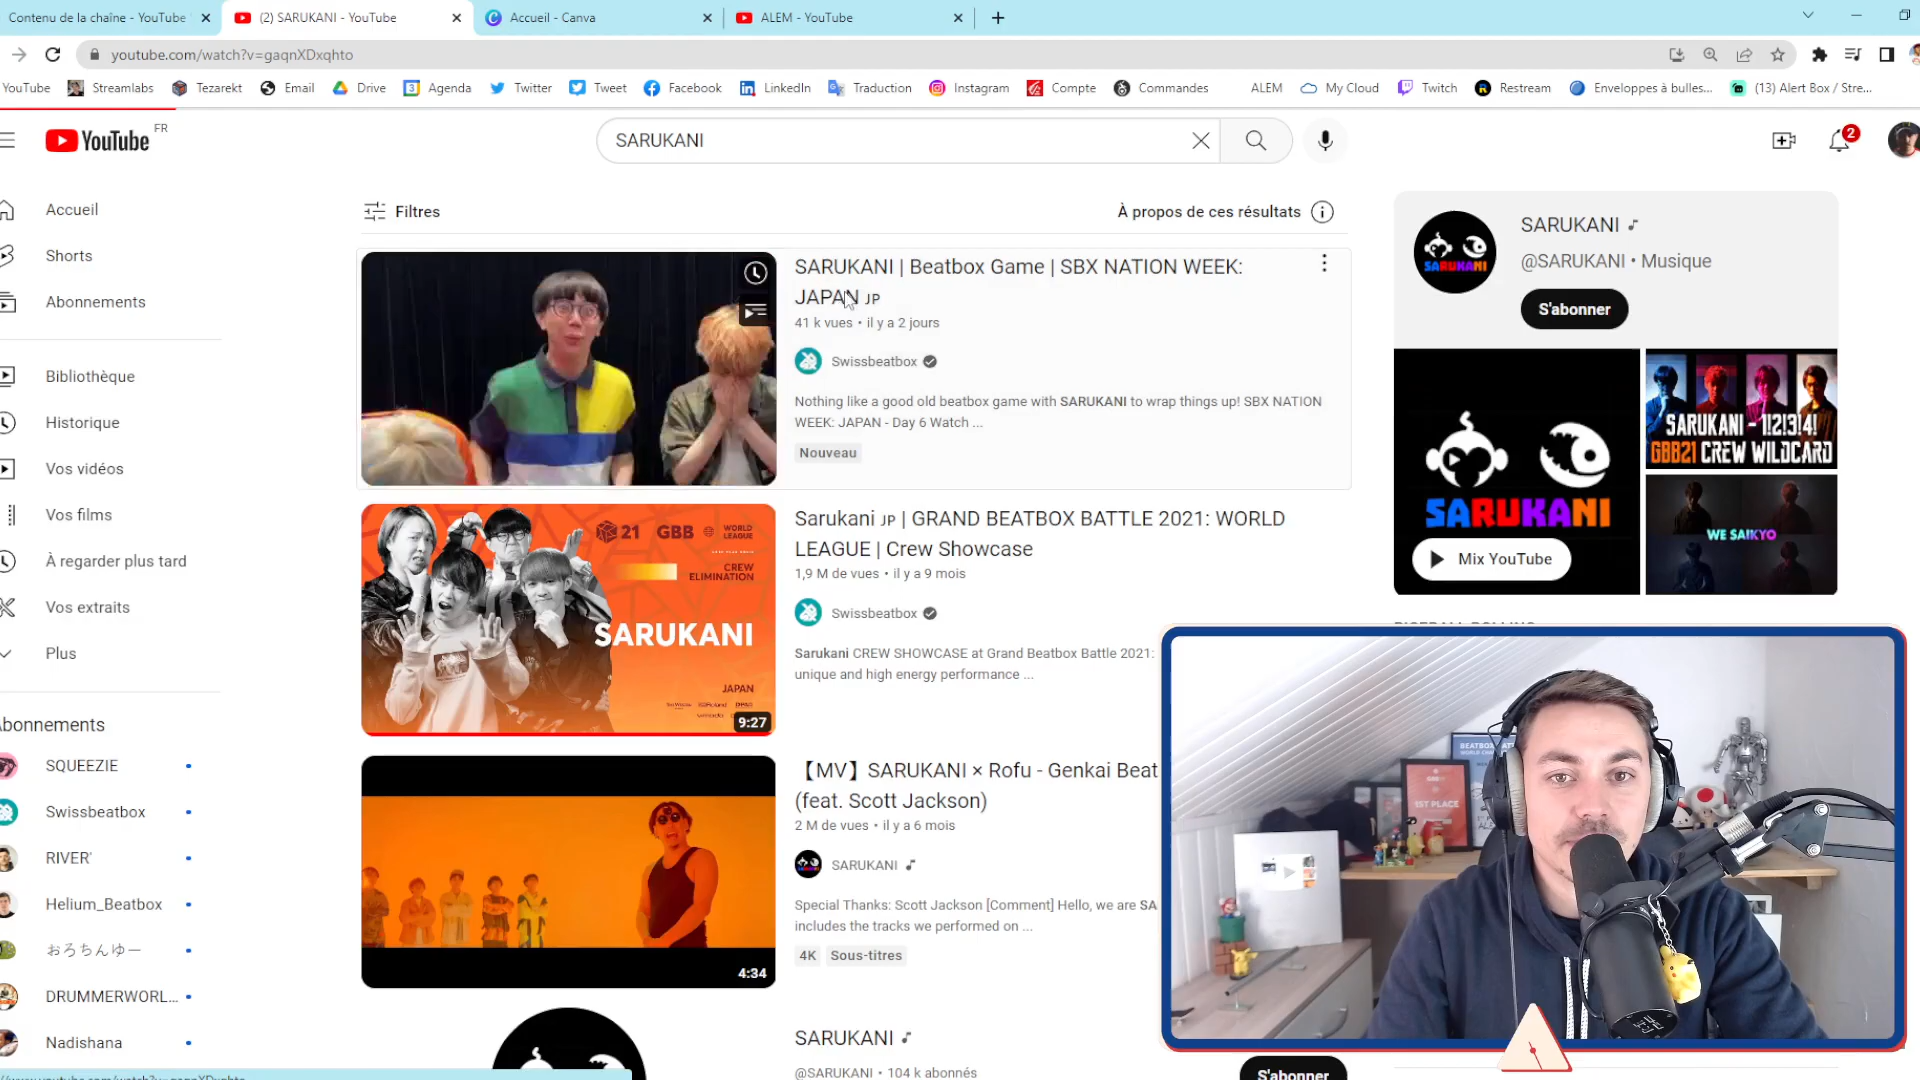 Contenu de la chaîne - YouTube
(2) SARUKANI - YouTube
Accueil - Canva
ALEM - YouTube
youtube.com/watch?v=gaqnXDxqhto
YouTube
Streamlabs
Tezarekt
Email
Drive
Agenda
Twitter
Tweet
Facebook
LinkedIn
Traduction
Instagram
Compte
Commandes
ALEM
My Cloud
Twitch
Restream
Enveloppes à bulles...
(13) Alert Box / Stre...
YouTube FR
SARUKANI
2
Accueil
Shorts
Abonnements
Bibliothèque
Historique
Vos vidéos
Vos films
À regarder plus tard
Vos extraits
Plus
Abonnements
SQUEEZIE
Swissbeatbox
RIVER'
Helium_Beatbox
おろちんゆー
DRUMMERWORL...
Nadishana
Filtres
À propos de ces résultats
SARUKANI | Beatbox Game | SBX NATION WEEK:
JAPAN JP
41 k vues • il y a 2 jours
Swissbeatbox
Nothing like a good old beatbox game with SARUKANI to wrap things up! SBX NATION
WEEK: JAPAN - Day 6 Watch ...
Nouveau
21 GBB WORLD
LEAGUE
CREW
ELIMINATION
SARUKANI
JAPAN
9:27
Sarukani JP | GRAND BEATBOX BATTLE 2021: WORLD
LEAGUE | Crew Showcase
1,9 M de vues • il y a 9 mois
Swissbeatbox
Sarukani CREW SHOWCASE at Grand Beatbox Battle 2021:
unique and high energy performance ...
4:34
【MV】SARUKANI × Rofu - Genkai Beat
(feat. Scott Jackson)
2 M de vues • il y a 6 mois
SARUKANI
Special Thanks: Scott Jackson [Comment] Hello, we are SA
includes the tracks we performed on ...
4K
Sous-titres
SARUKANI
@SARUKANI • 104 k abonnés
S'abonner
SARUKANI
SARUKANI
@SARUKANI • Musique
S'abonner
SARUKANI
Mix YouTube
SARUKANI - 1!2!3!4!
GBB21 CREW WILDCARD
WE SAIKYO
1ST PLACE